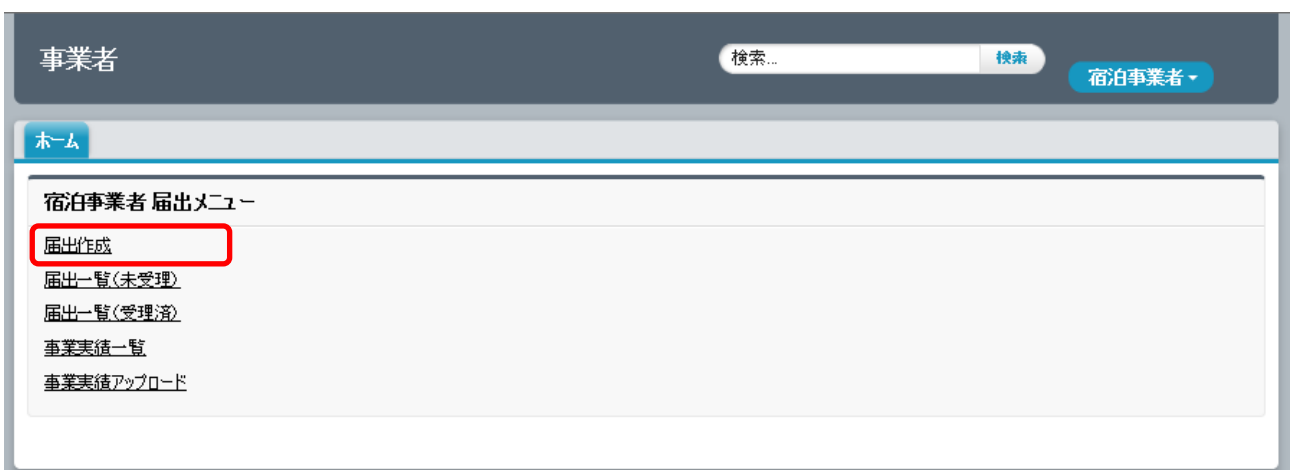 事業者
検索...
検索
宿泊事業者
ホーム
宿泊事業者 届出メニュー
届出作成
届出一覧(未受理)
届出一覧(受理済)
事業実績一覧
事業実績アップロード